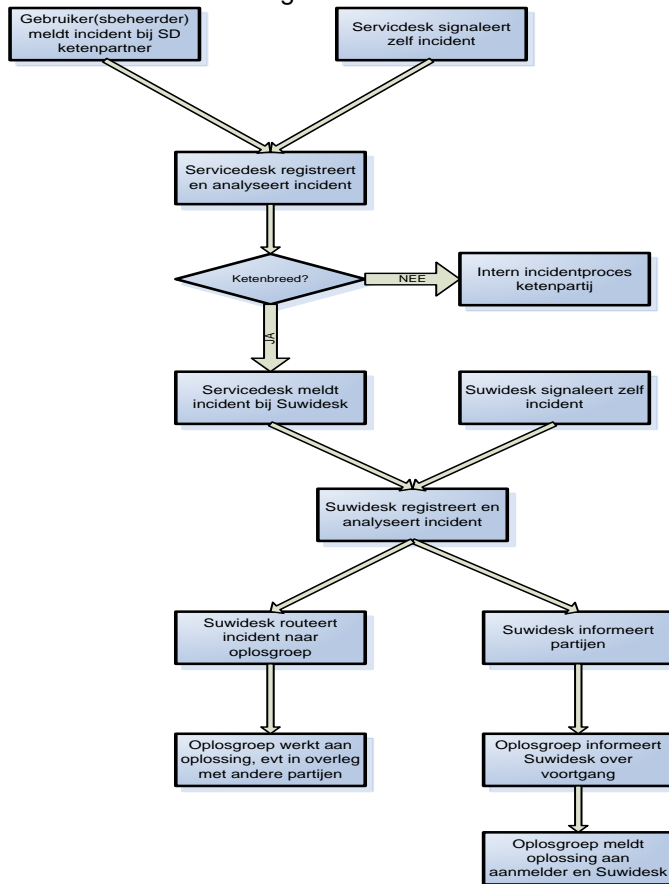 g
Gebruiker(sbeheerder)
meldt incident bij SD
ketenpartner
Servicdesk signaleert
zelf incident
Servicedesk registreert
en analyseert incident
Ketenbreed?
NEE
Intern incidentproces
ketenpartij
JA
Servicedesk meldt
incident bij Suwidesk
Suwidesk signaleert zelf
incident
Suwidesk registreert en
analyseert incident
Suwidesk routeert
incident naar
oplosgroep
Suwidesk informeert
partijen
Oplosgroep werkt aan
oplossing, evt in overleg
met andere partijen
Oplosgroep informeert
Suwidesk over
voortgang
Oplosgroep meldt
oplossing aan
aanmelder en Suwidesk